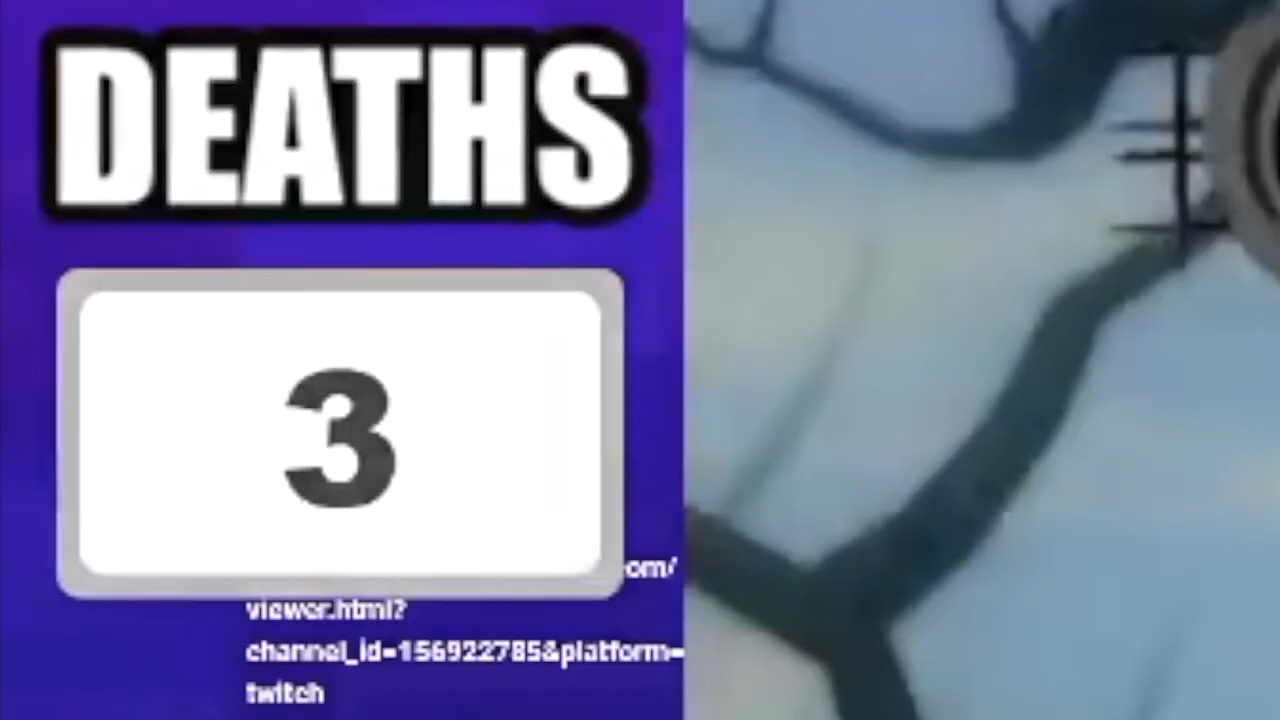 DEATHS
3
om/
viewer.html?
channel_id=156922785&platform=
twitch